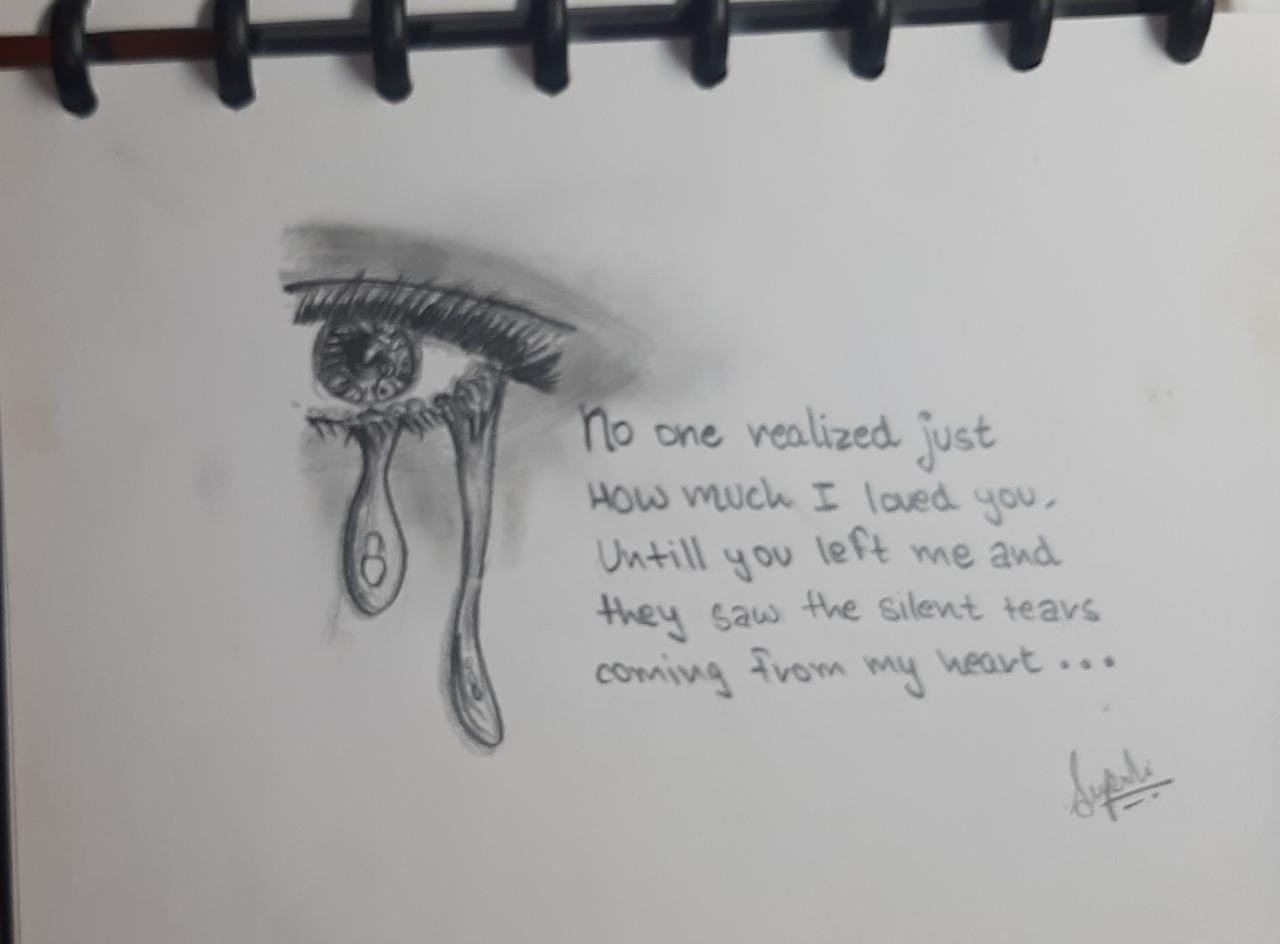 No one realized just
How much I loved you.
Untill you left me and
they saw the silent tears
coming from my heart ...